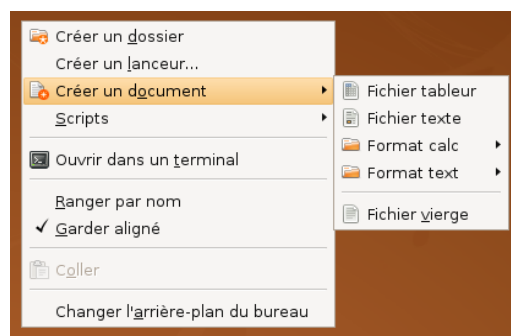 Créer un dossier
Créer un lanceur...
Créer un document
Scripts
Ouvrir dans un terminal
Ranger par nom
Garder aligné
Coller
Changer l'arrière-plan du bureau
Fichier tableur
Fichier texte
Format calc
Format text
Fichier vierge